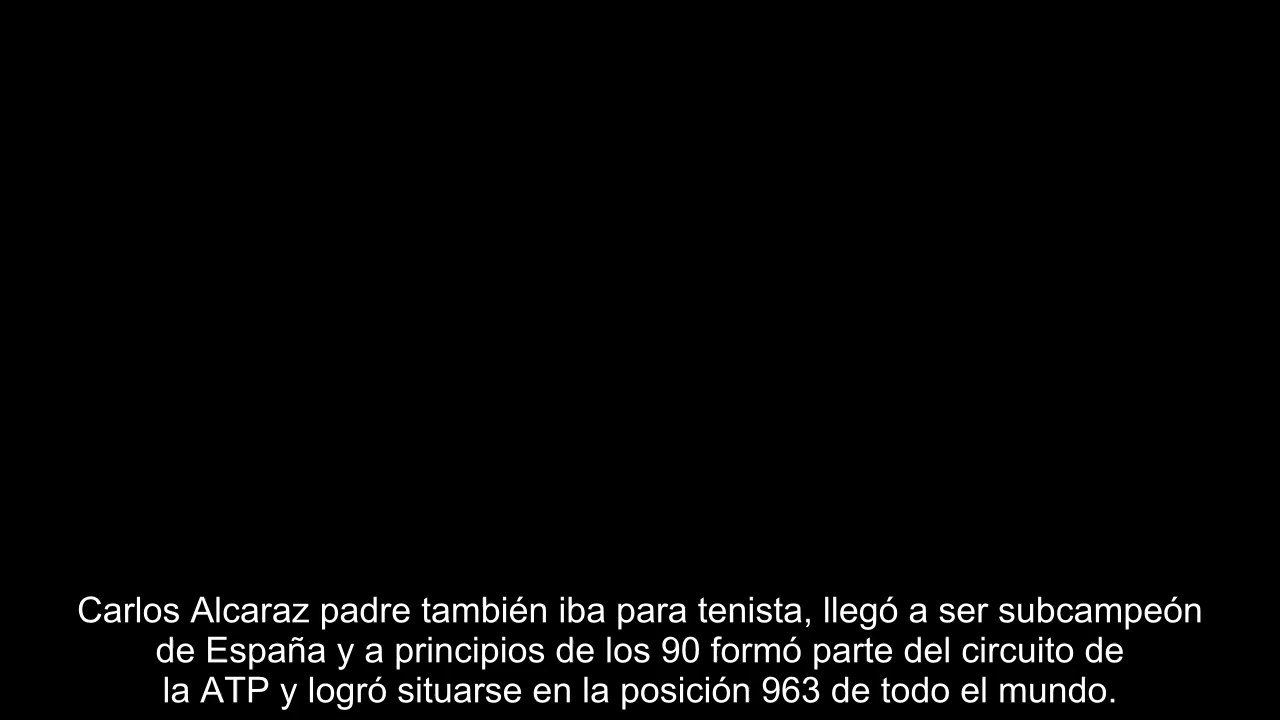 Carlos Alcaraz padre también iba para tenista, llegó a ser subcampeón
de España y a principios de los 90 formó parte del circuito de
la ATP y logró situarse en la posición 963 de todo el mundo.